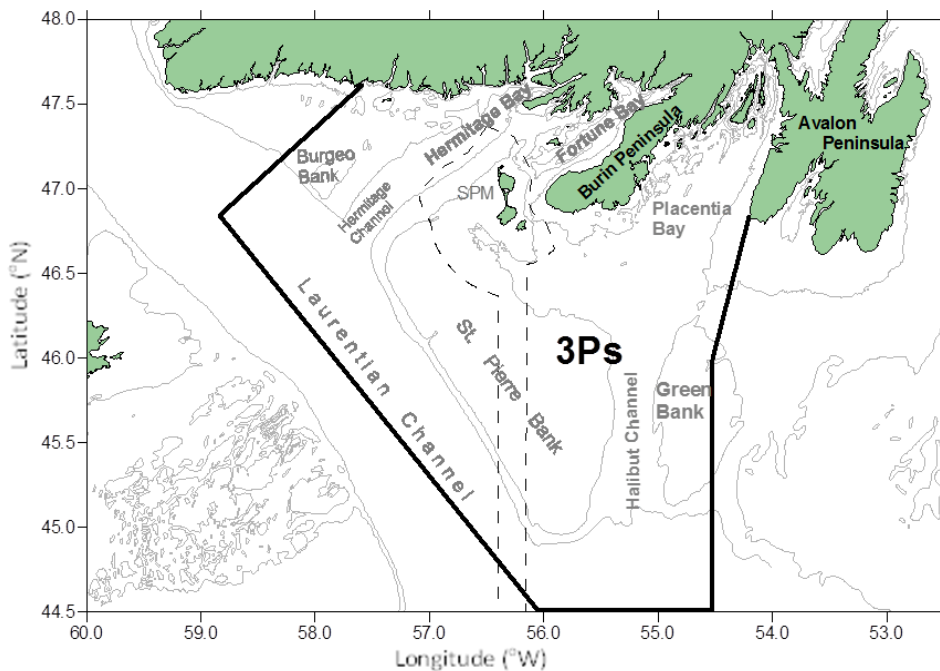 48.0
47.5
47.0
46.5
46.0
45.5
45.0
44.5
Latitude (°N)
60.0 59.0 58.0 57.0 56.0 55.0 54.0 53.0
Longitude (°W)
Burgeo
Bank
Hermitage Bay
Hermitage
Channel
Fortune Bay
Burin Peninsula
Avalon
Peninsula
SPM
Placentia
Bay
Laurentian Channel
St. Pierre Bank
3Ps
Halibut Channel
Green
Bank